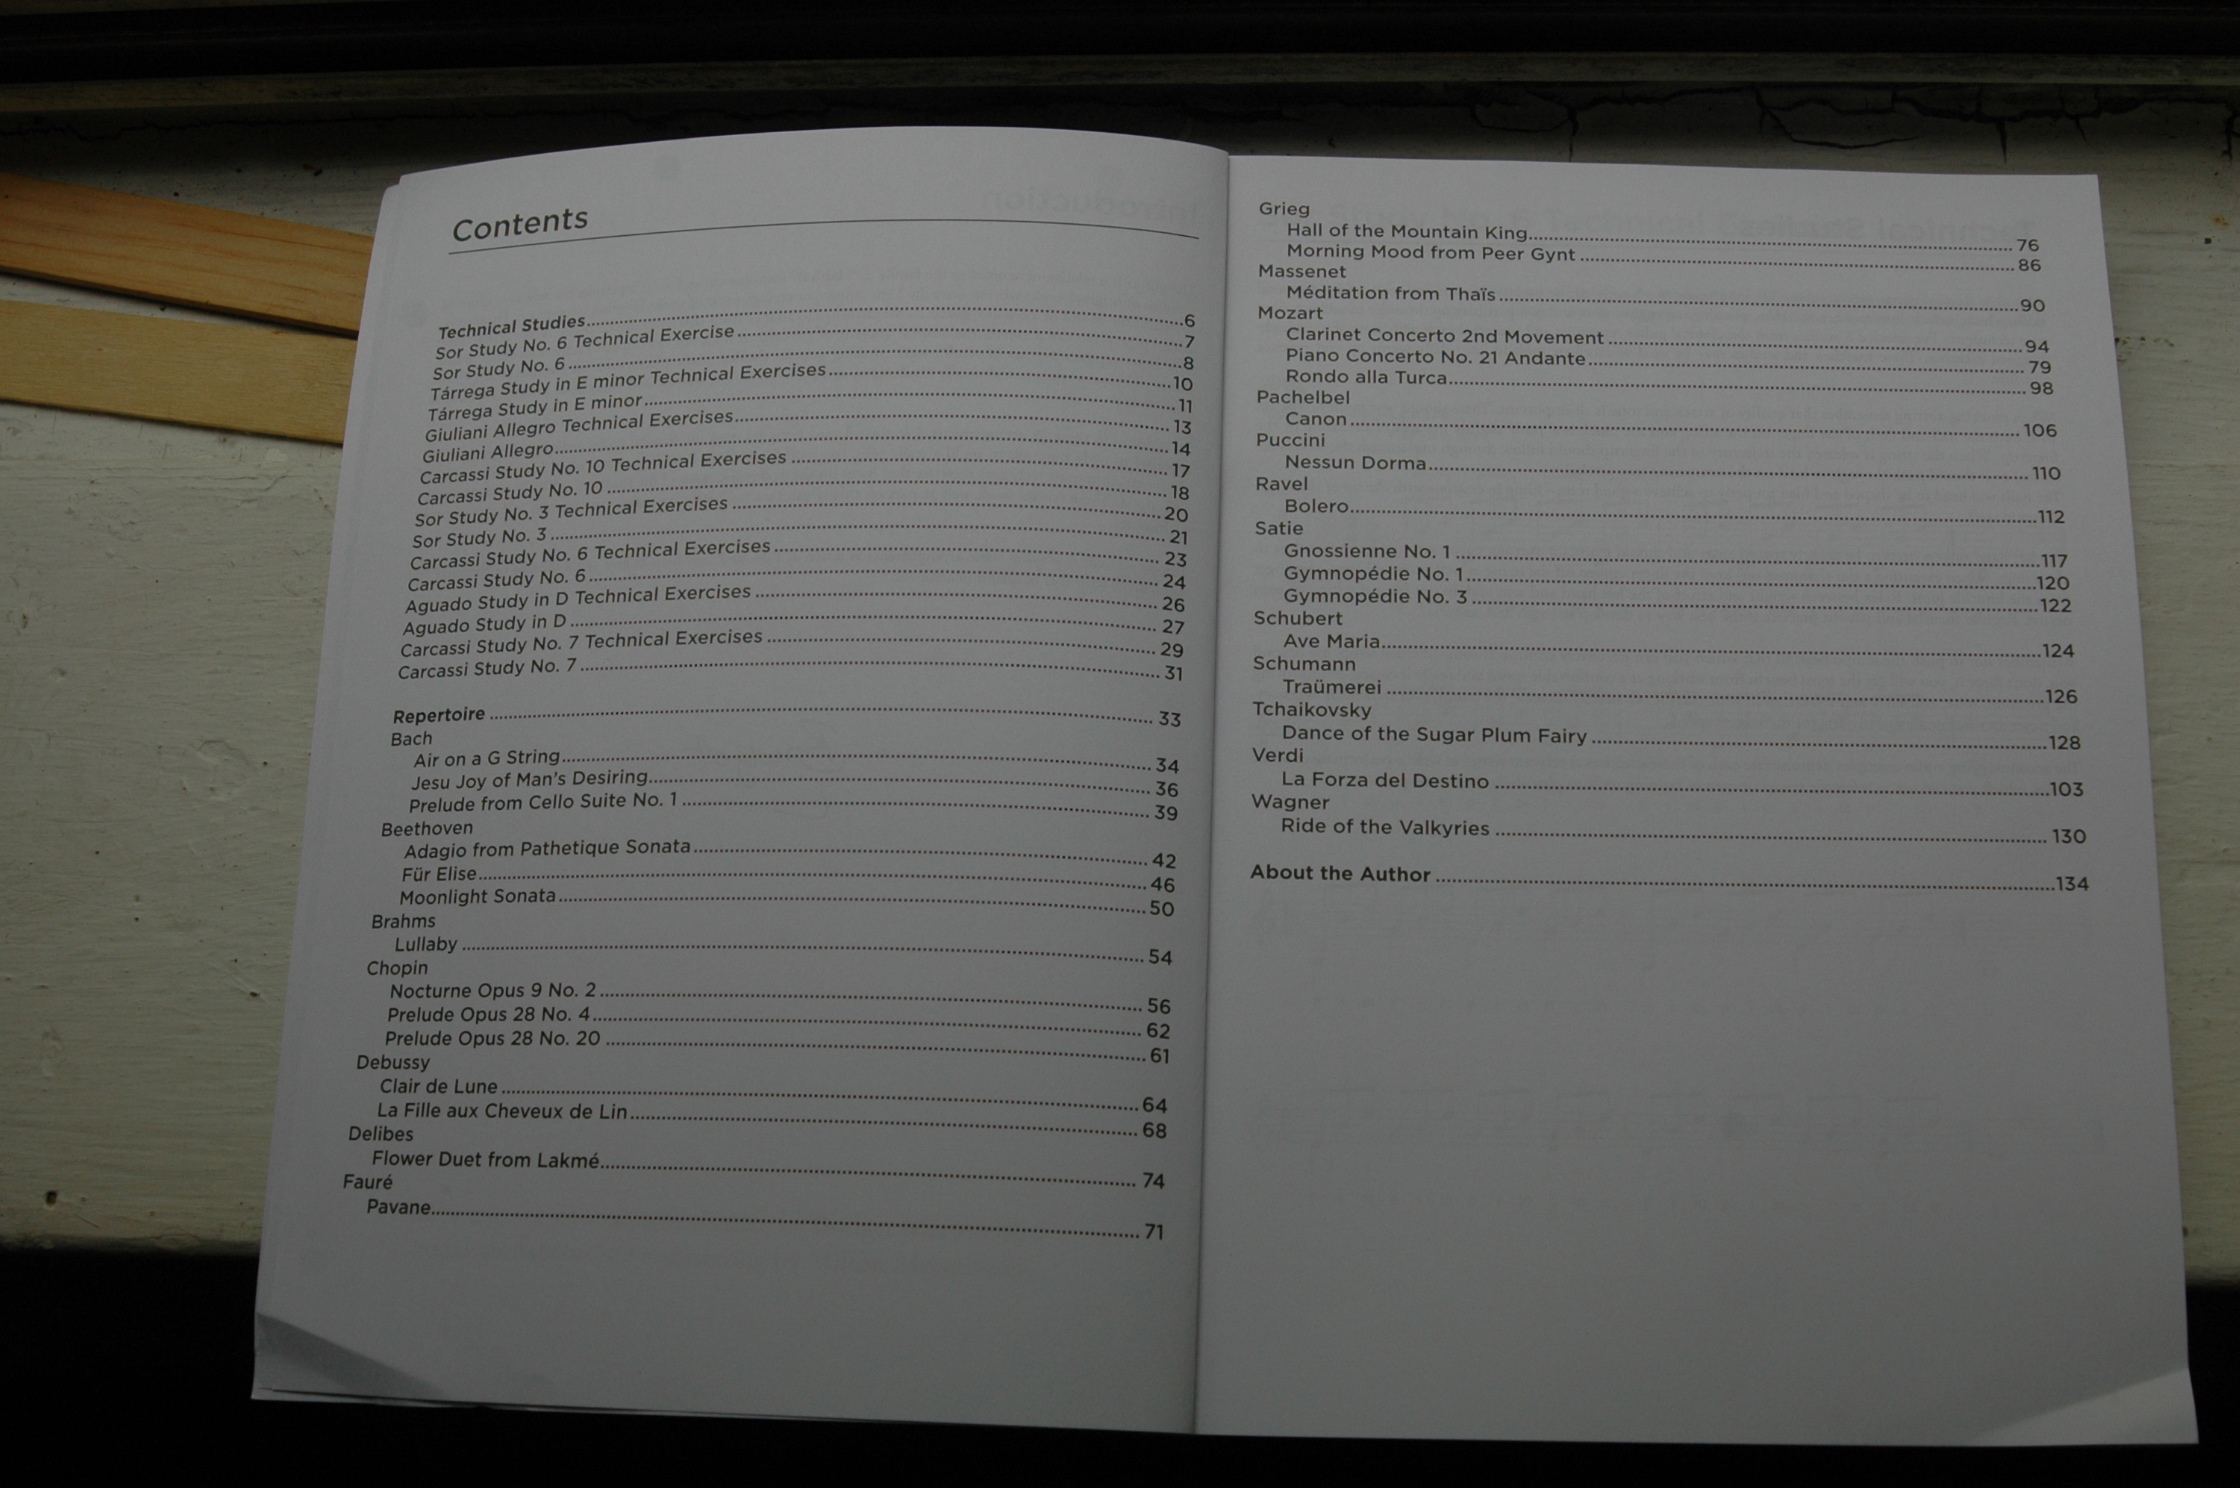 Contents
Technical Studies 6
Sor Study No. 6 Technical Exercise 7
Sor Study No. 6 8
Tárrega Study in E minor Technical Exercises 10
Tárrega Study in E minor 11
Giuliani Allegro Technical Exercises 13
Giuliani Allegro 14
Carcassi Study No. 10 Technical Exercises 17
Carcassi Study No. 10 18
Sor Study No. 3 Technical Exercises 20
Sor Study No. 3 21
Carcassi Study No. 6 Technical Exercises 23
Carcassi Study No. 6 24
Aguado Study in D Technical Exercises 26
Aguado Study in D 27
Carcassi Study No. 7 Technical Exercises 29
Carcassi Study No. 7 31
Repertoire 33
Bach
Air on a G String 34
Jesu Joy of Man's Desiring 36
Prelude from Cello Suite No. 1 39
Beethoven
Adagio from Pathetique Sonata 42
Für Elise 46
Moonlight Sonata 50
Brahms
Lullaby 54
Chopin
Nocturne Opus 9 No. 2 56
Prelude Opus 28 No. 4 62
Prelude Opus 28 No. 20 61
Debussy
Clair de Lune 64
La Fille aux Cheveux de Lin 68
Delibes
Flower Duet from Lakmé 74
Fauré
Pavane 71
Grieg
Hall of the Mountain King 76
Morning Mood from Peer Gynt 86
Massenet
Méditation from Thaïs 90
Mozart
Clarinet Concerto 2nd Movement 94
Piano Concerto No. 21 Andante 79
Rondo alla Turca 98
Pachelbel
Canon 106
Puccini
Nessun Dorma 110
Ravel
Bolero 112
Satie
Gnossienne No. 1 117
Gymnopédie No. 1 120
Gymnopédie No. 3 122
Schubert
Ave Maria 124
Schumann
Traümerei 126
Tchaikovsky
Dance of the Sugar Plum Fairy 128
Verdi
La Forza del Destino 103
Wagner
Ride of the Valkyries 130
About the Author 134